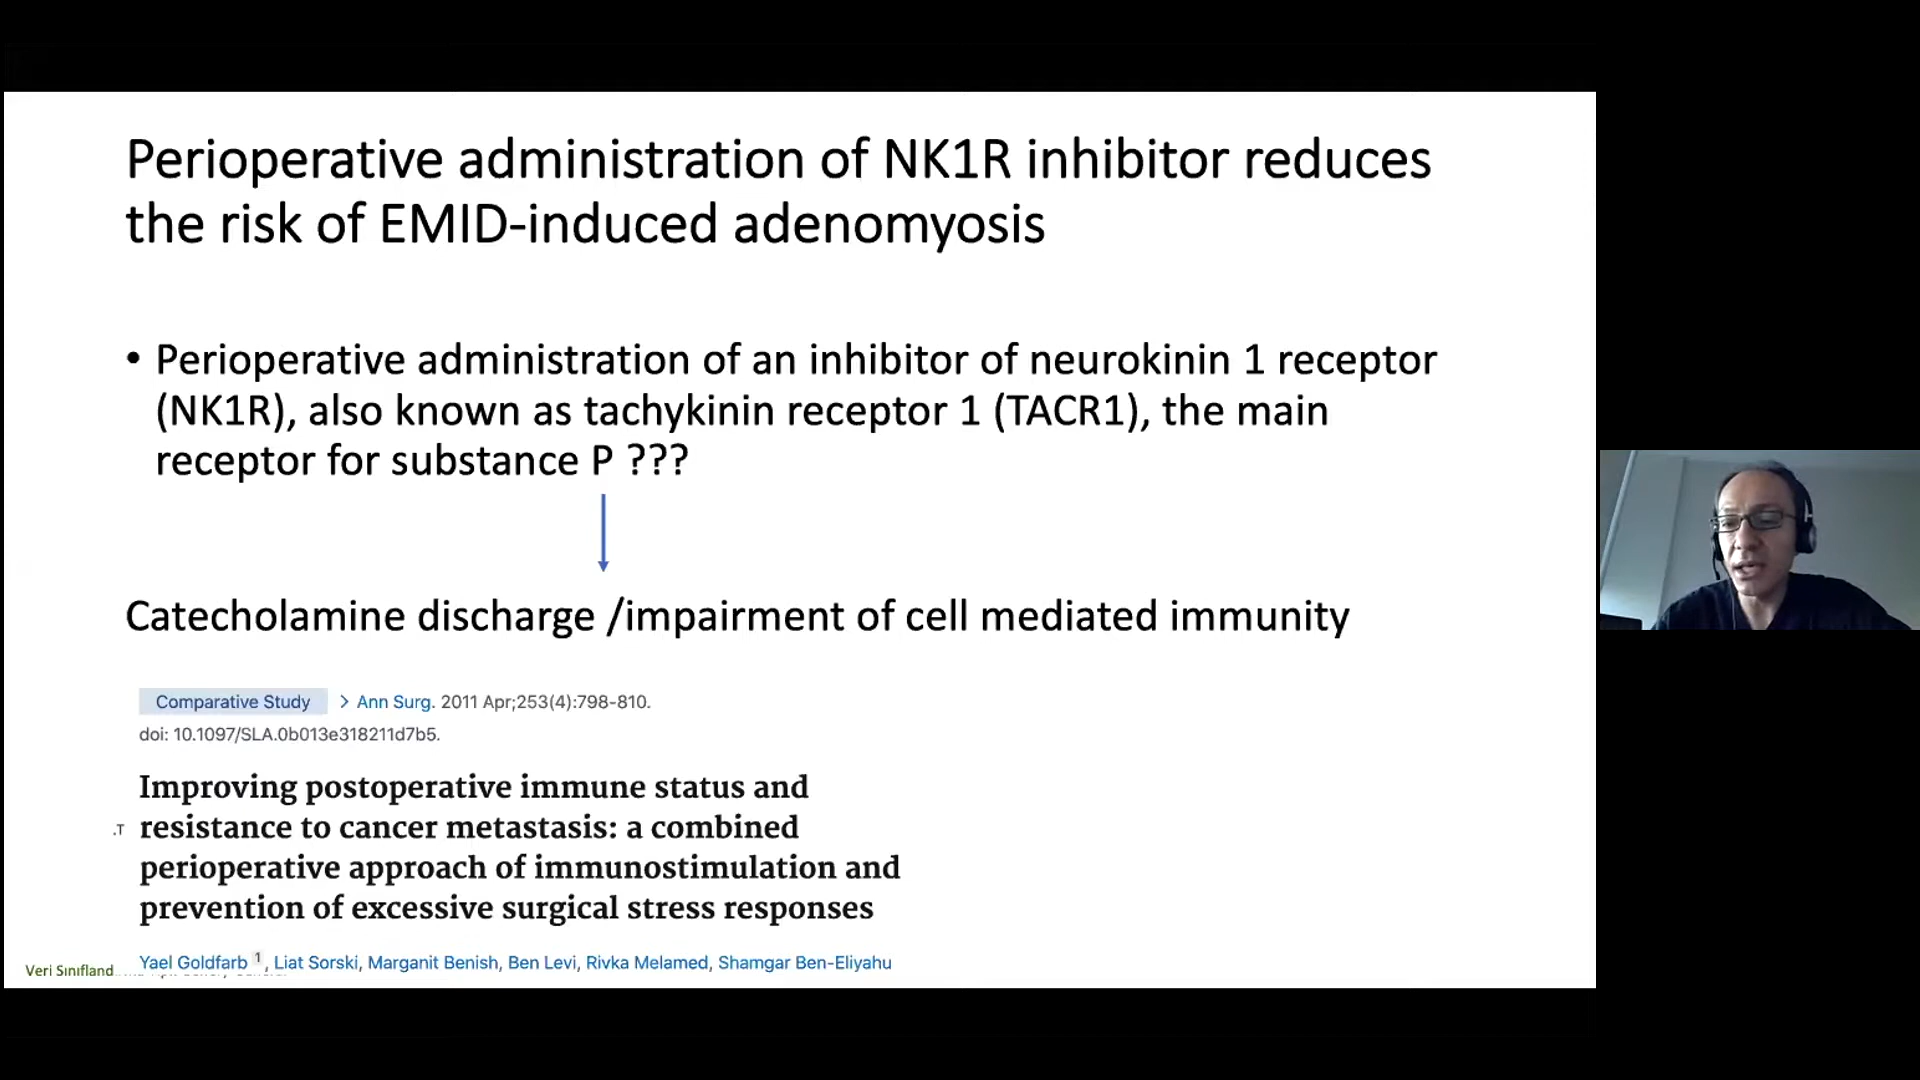 Perioperative administration of NK1R inhibitor reduces
the risk of EMID-induced adenomyosis
• Perioperative administration of an inhibitor of neurokinin 1 receptor
(NK1R), also known as tachykinin receptor 1 (TACR1), the main
receptor for substance P ???
Catecholamine discharge /impairment of cell mediated immunity
Comparative Study > Ann Surg. 2011 Apr;253(4):798-810.
doi: 10.1097/SLA.0b013e318211d7b5.
Improving postoperative immune status and
.T
resistance to cancer metastasis: a combined
perioperative approach of immunostimulation and
prevention of excessive surgical stress responses
Yael Goldfarb 1, Liat Sorski, Marganit Benish, Ben Levi, Rivka Melamed, Shamgar Ben-Eliyahu
Veri Sınıfland